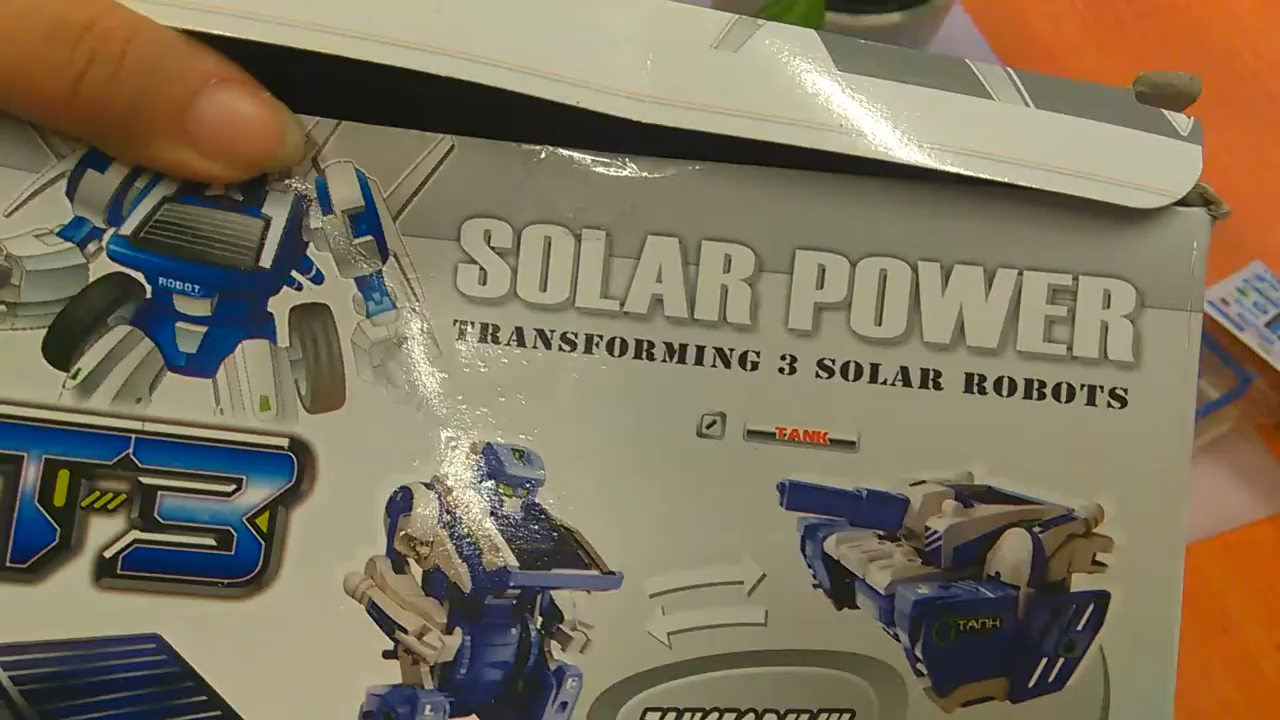 SOLAR POWER
TRANSFORMING 3 SOLAR ROBOTS
ROBOT
TANK
T3
TANK
L